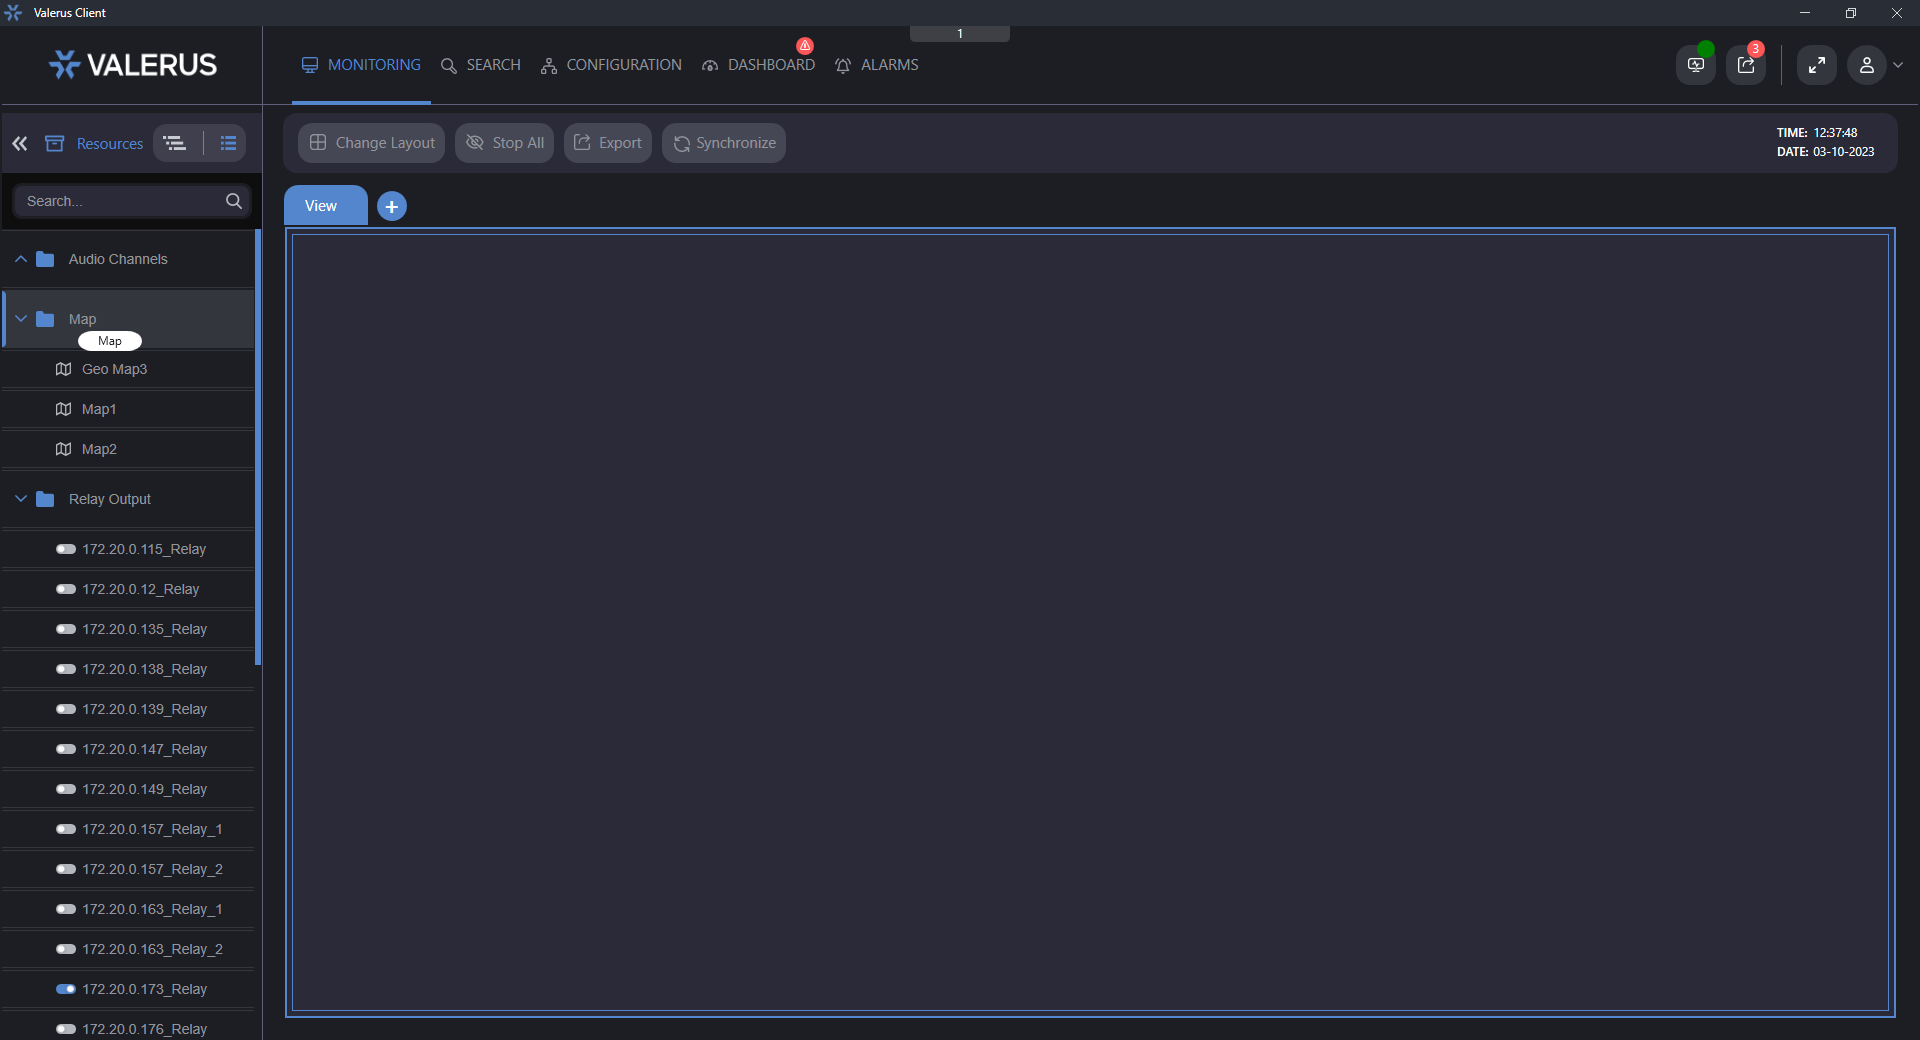 Valerus Client
1
VALERUS
MONITORING
SEARCH
CONFIGURATION
DASHBOARD
ALARMS
3
Resources
Change Layout
Stop All
Export
Synchronize
TIME: 12:37:48
DATE: 03-10-2023
Search...
View
Audio Channels
Map
Map
Geo Map3
Map1
Map2
Relay Output
172.20.0.115_Relay
172.20.0.12_Relay
172.20.0.135_Relay
172.20.0.138_Relay
172.20.0.139_Relay
172.20.0.147_Relay
172.20.0.149_Relay
172.20.0.157_Relay_1
172.20.0.157_Relay_2
172.20.0.163_Relay_1
172.20.0.163_Relay_2
172.20.0.173_Relay
172.20.0.176_Relay